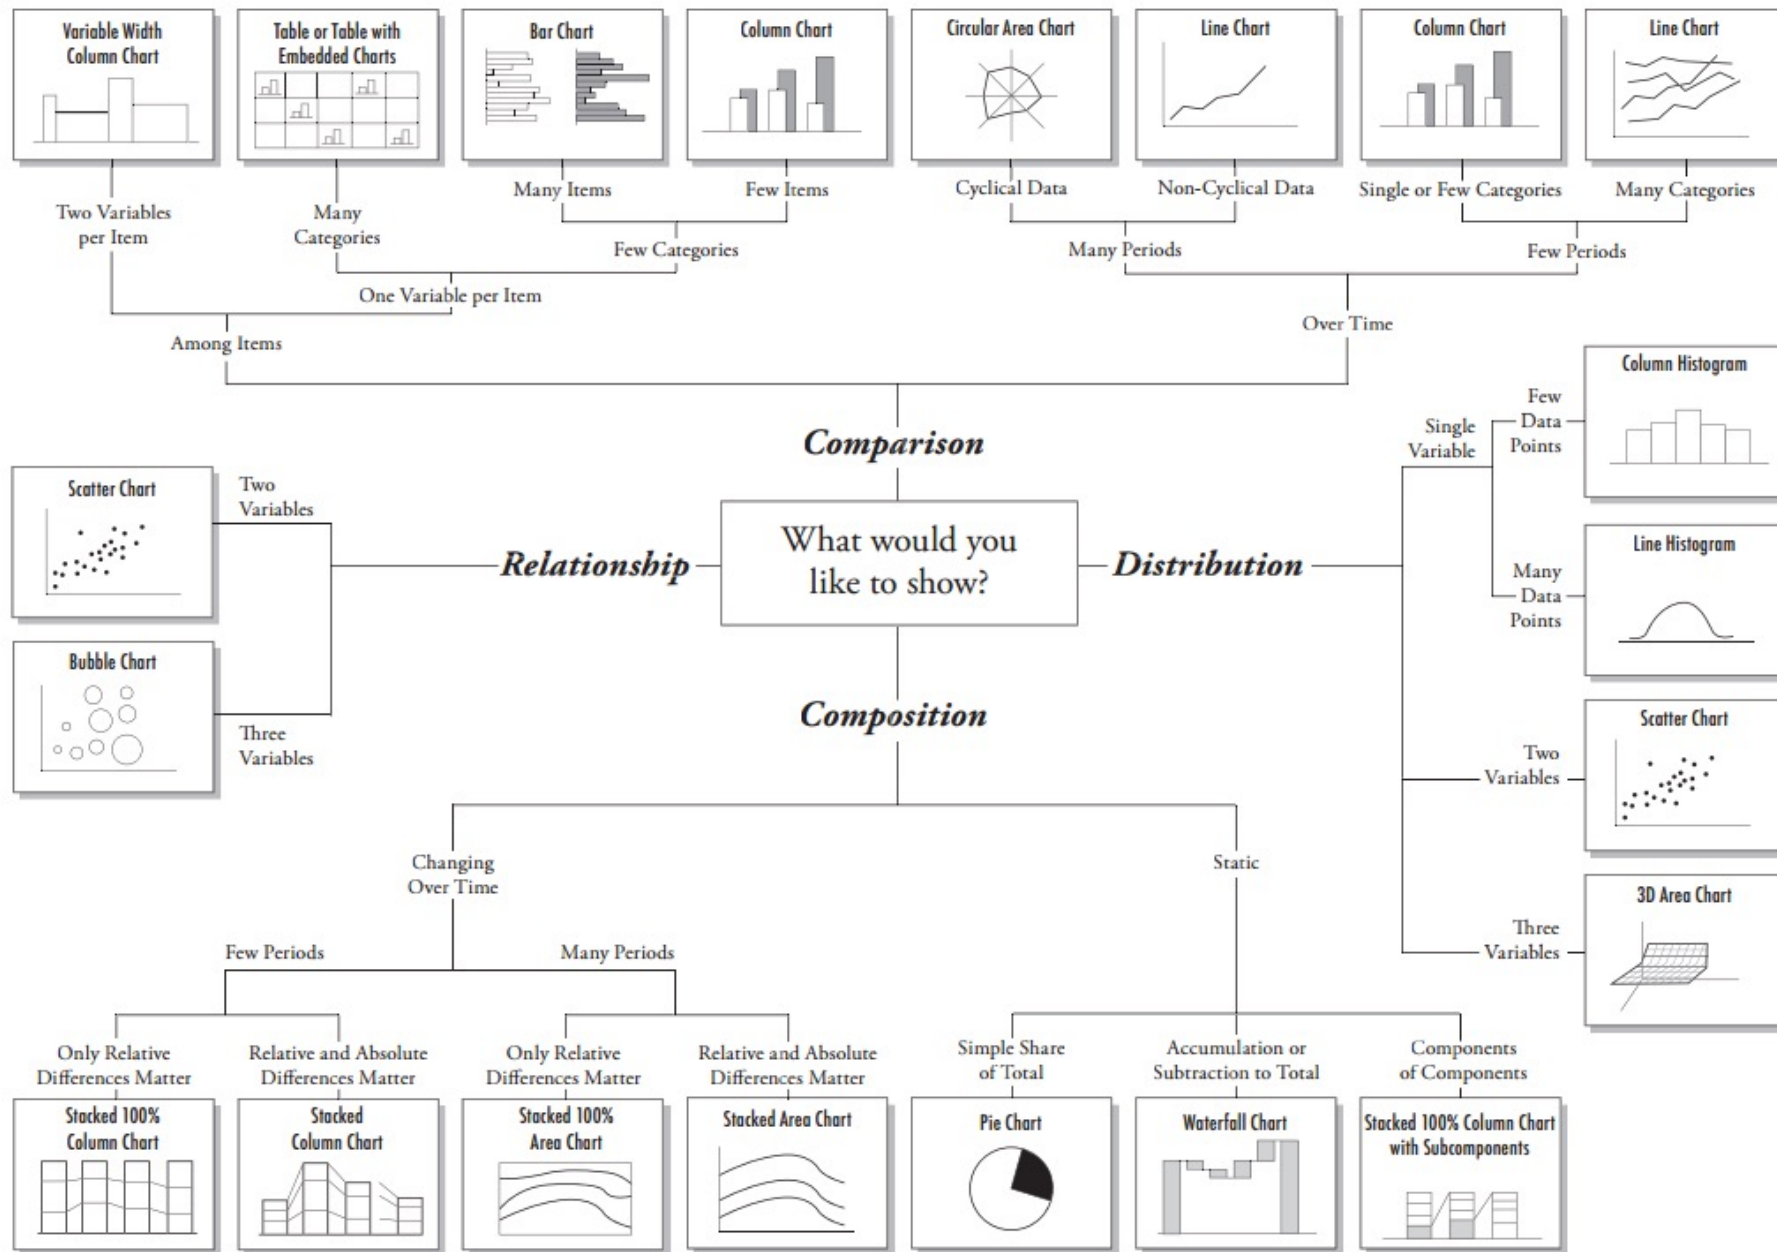 Variable Width
Column Chart
Table or Table with
Embedded Charts
Bar Chart
Column Chart
Circular Area Chart
Line Chart
Column Chart
Line Chart
Two Variables
per Item
Many
Categories
Many Items
Few Items
Cyclical Data
Non-Cyclical Data
Single or Few Categories
Many Categories
Few Categories
Many Periods
Few Periods
One Variable per Item
Among Items
Over Time
Comparison
What would you
like to show?
Relationship
Two
Variables
Scatter Chart
Three
Variables
Bubble Chart
Distribution
Single
Variable
Few
Data
Points
Column Histogram
Many
Data
Points
Line Histogram
Two
Variables
Scatter Chart
Three
Variables
3D Area Chart
Composition
Changing
Over Time
Static
Few Periods
Many Periods
Only Relative
Differences Matter
Relative and Absolute
Differences Matter
Only Relative
Differences Matter
Relative and Absolute
Differences Matter
Simple Share
of Total
Accumulation or
Subtraction to Total
Components
of Components
Stacked 100%
Column Chart
Stacked
Column Chart
Stacked 100%
Area Chart
Stacked Area Chart
Pie Chart
Waterfall Chart
Stacked 100% Column Chart
with Subcomponents